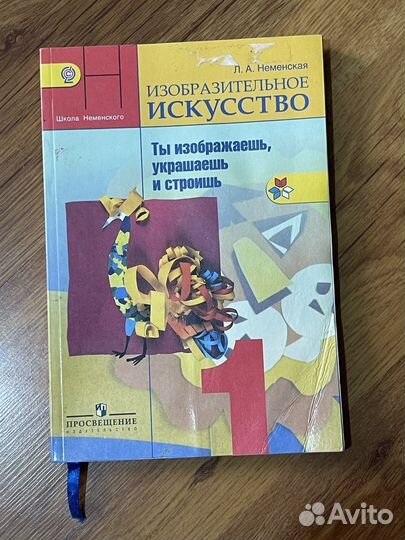 Л. А. Неменская
ИЗОБРАЗИТЕЛЬНОЕ
ИСКУССТВО
Школа Неменского
Ты изображаешь,
украшаешь
и строишь
1
ПРОСВЕЩЕНИЕ
ИЗДАТЕЛЬСТВО
Avito